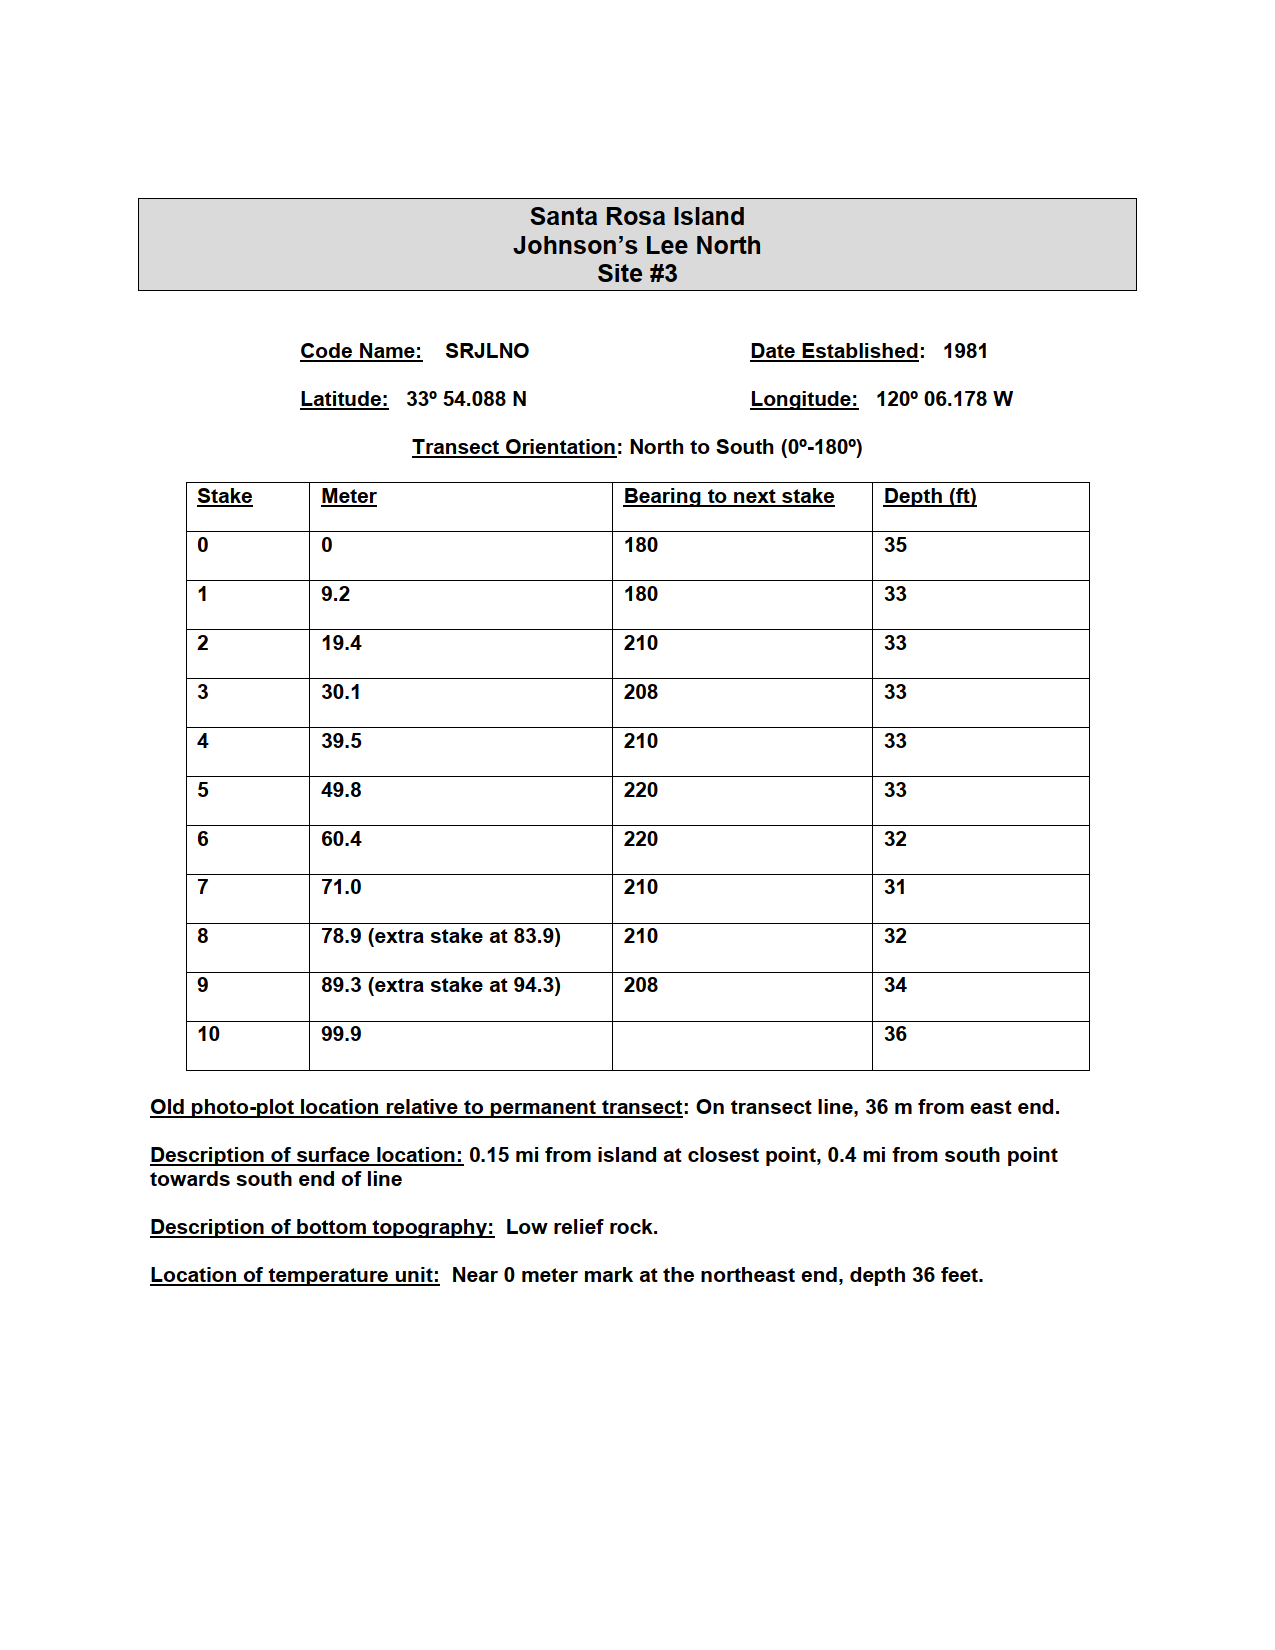 Santa Rosa Island
Johnson’s Lee North
Site #3
Code Name: SRJLNO Date Established: 1981
Latitude: 33º 54.088 N Longitude: 120º 06.178 W
Transect Orientation: North to South (0º-180º)
Stake Meter Bearing to next stake Depth (ft)
0 0 180 35
1 9.2 180 33
2 19.4 210 33
3 30.1 208 33
4 39.5 210 33
5 49.8 220 33
6 60.4 220 32
7 71.0 210 31
8 78.9 (extra stake at 83.9) 210 32
9 89.3 (extra stake at 94.3) 208 34
10 99.9 36
Old photo-plot location relative to permanent transect: On transect line, 36 m from east end.
Description of surface location: 0.15 mi from island at closest point, 0.4 mi from south point
towards south end of line
Description of bottom topography: Low relief rock.
Location of temperature unit: Near 0 meter mark at the northeast end, depth 36 feet.